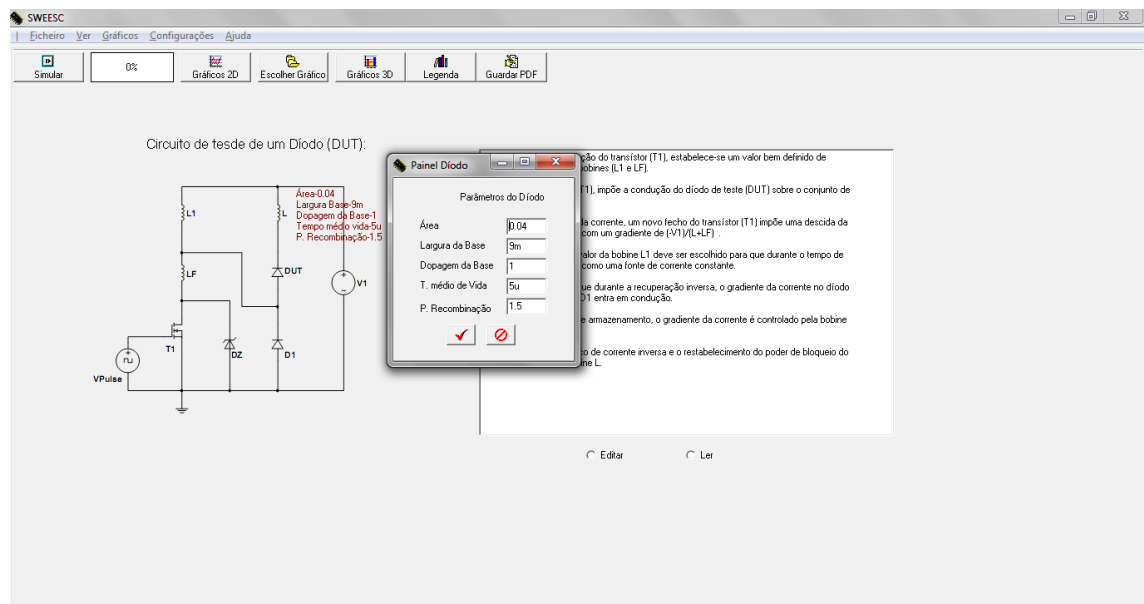 SWEESC
Ficheiro Ver Gráficos Configurações Ajuda
Simular
0%
Gráficos 2D
Escolher Gráfico
Gráficos 3D
Legenda
Guardar PDF
Circuito de tesde de um Díodo (DUT):
Área-0.04
Largura Base-9m
Dopagem da Base-1
Tempo médio vida-5u
P. Recombinação-1.5
L1
L
LF
DUT
V1
T1
DZ
D1
VPulse
Painel Díodo
Parâmetros do Díodo
Área 0.04
Largura da Base 9m
Dopagem da Base 1
T. médio de Vida 5u
P. Recombinação 1.5
ção do transístor (T1), estabelece-se um valor bem definido de
obines (L1 e LF).
T1), impõe a condução do díodo de teste (DUT) sobre o conjunto de
da corrente, um novo fecho do transístor (T1) impõe uma descida da
com um gradiente de (-V1)/(L+LF) .
alor da bobine L1 deve ser escolhido para que durante o tempo de
como uma fonte de corrente constante.
ue durante a recuperação inversa, o gradiente da corrente no díodo
D1 entra em condução.
e armazenamento, o gradiente da corrente é controlado pela bobine
co de corrente inversa e o restabelecimento do poder de bloqueio do
ine L.
Editar
Ler